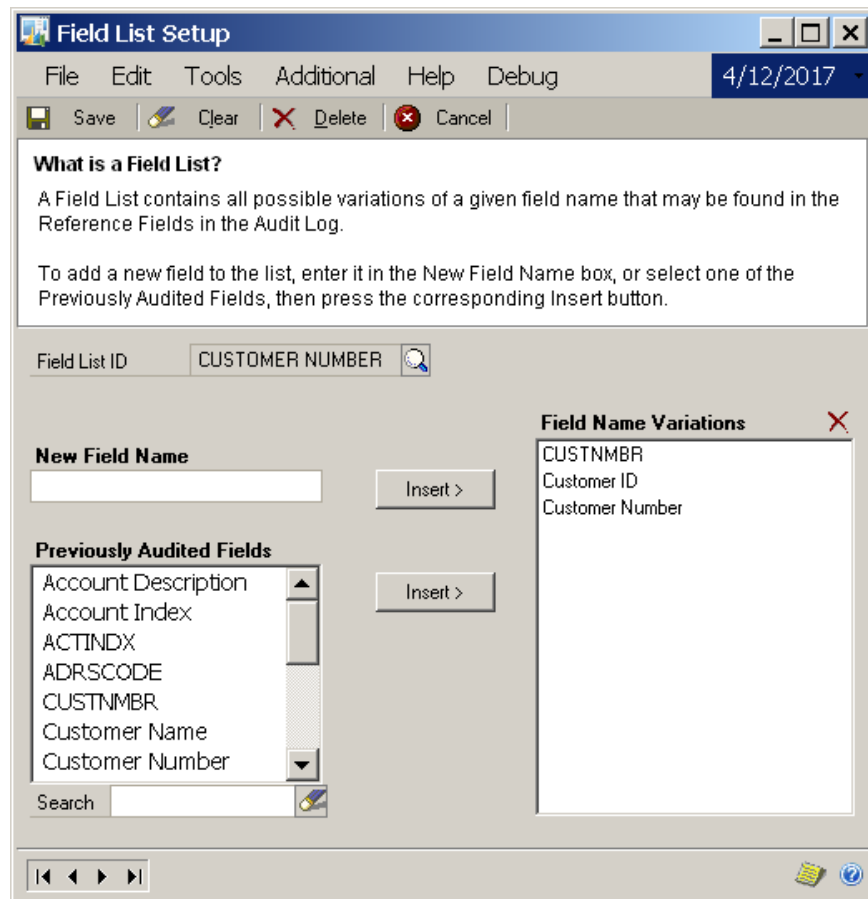 Field List Setup
File Edit Tools Additional Help Debug 4/12/2017
Save Clear Delete Cancel
What is a Field List?
A Field List contains all possible variations of a given field name that may be found in the
Reference Fields in the Audit Log.
To add a new field to the list, enter it in the New Field Name box, or select one of the
Previously Audited Fields, then press the corresponding Insert button.
Field List ID CUSTOMER NUMBER
New Field Name
Insert >
Previously Audited Fields
Account Description
Account Index
ACTINDX
ADRSCODE
CUSTNMBR
Customer Name
Customer Number
Insert >
Search
Field Name Variations
CUSTNMBR
Customer ID
Customer Number